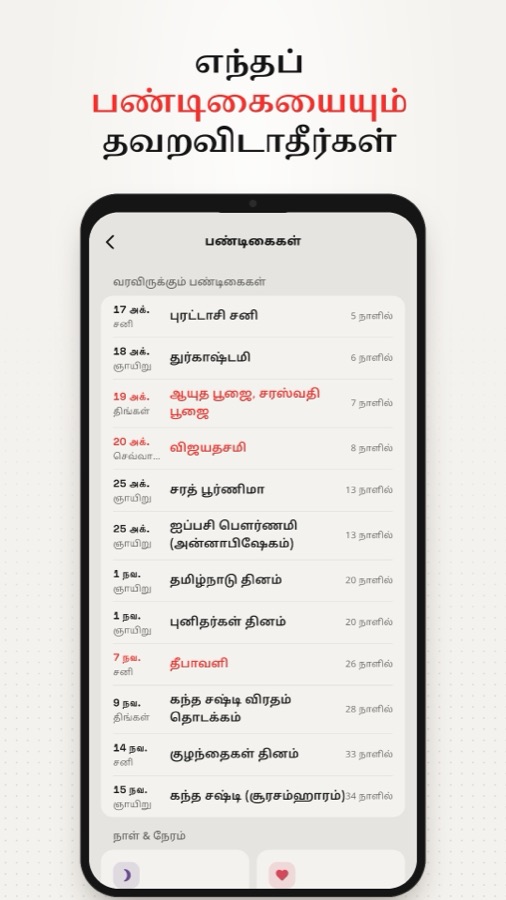 எந்தப்
பண்டிகையையும்
தவறவிடாதீர்கள்
பண்டிகைகள்
வரவிருக்கும் பண்டிகைகள்
17 அக். புரட்டாசி சனி 5 நாளில்
சனி
18 அக். துர்காஷ்டமி 6 நாளில்
ஞாயிறு
19 அக். ஆயுத பூஜை, சரஸ்வதி 7 நாளில்
திங்கள் பூஜை
20 அக். விஜயதசமி 8 நாளில்
செவ்வா...
25 அக். சரத் பூர்ணிமா 13 நாளில்
ஞாயிறு
25 அக். ஐப்பசி பௌர்ணமி 13 நாளில்
ஞாயிறு (அன்னாபிஷேகம்)
1 நவ. தமிழ்நாடு தினம் 20 நாளில்
ஞாயிறு
1 நவ. புனிதர்கள் தினம் 20 நாளில்
ஞாயிறு
7 நவ. தீபாவளி 26 நாளில்
சனி
9 நவ. கந்த சஷ்டி விரதம் 28 நாளில்
திங்கள் தொடக்கம்
14 நவ. குழந்தைகள் தினம் 33 நாளில்
சனி
15 நவ. கந்த சஷ்டி (சூரசம்ஹாரம்) 34 நாளில்
ஞாயிறு
நாள் & நேரம்